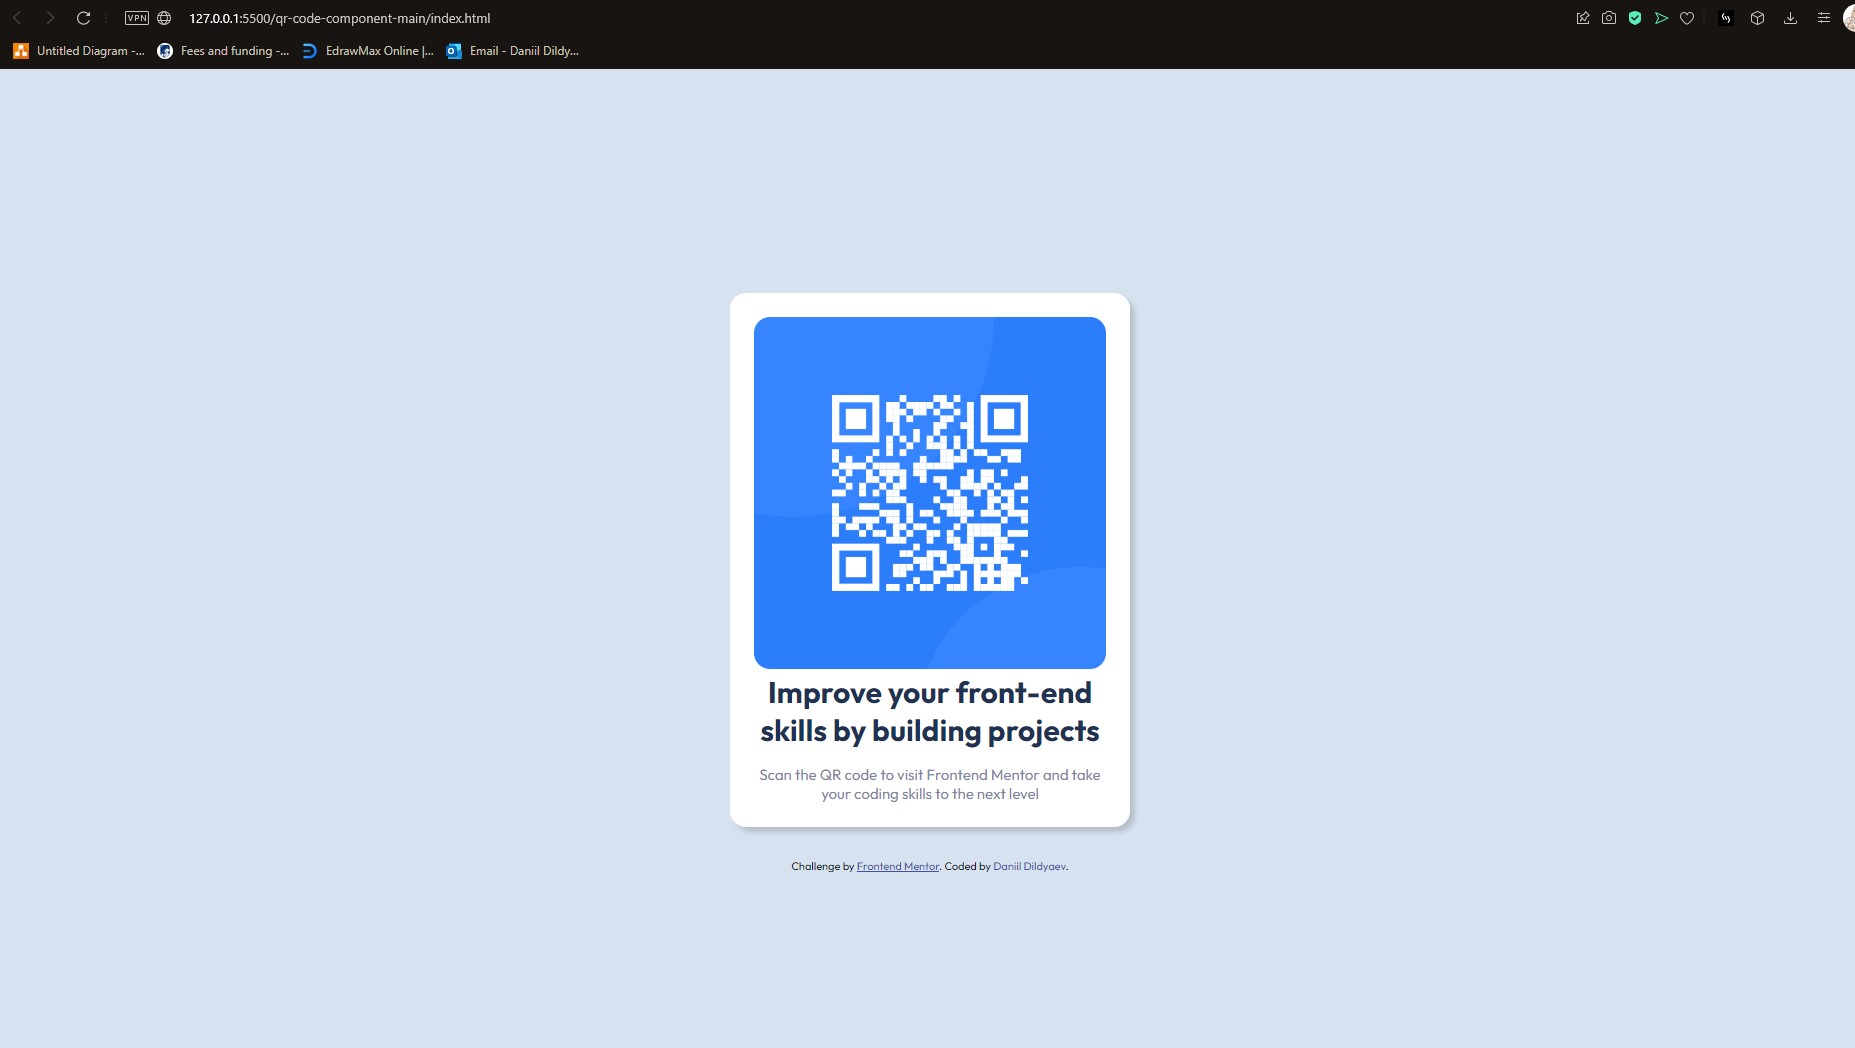 VPN
127.0.0.1:5500/qr-code-component-main/index.html
Untitled Diagram -...
Fees and funding -...
EdrawMax Online |...
Email - Daniil Dildy...
Improve your front-end
skills by building projects
Scan the QR code to visit Frontend Mentor and take
your coding skills to the next level
Challenge by Frontend Mentor. Coded by Daniil Dildyaev.